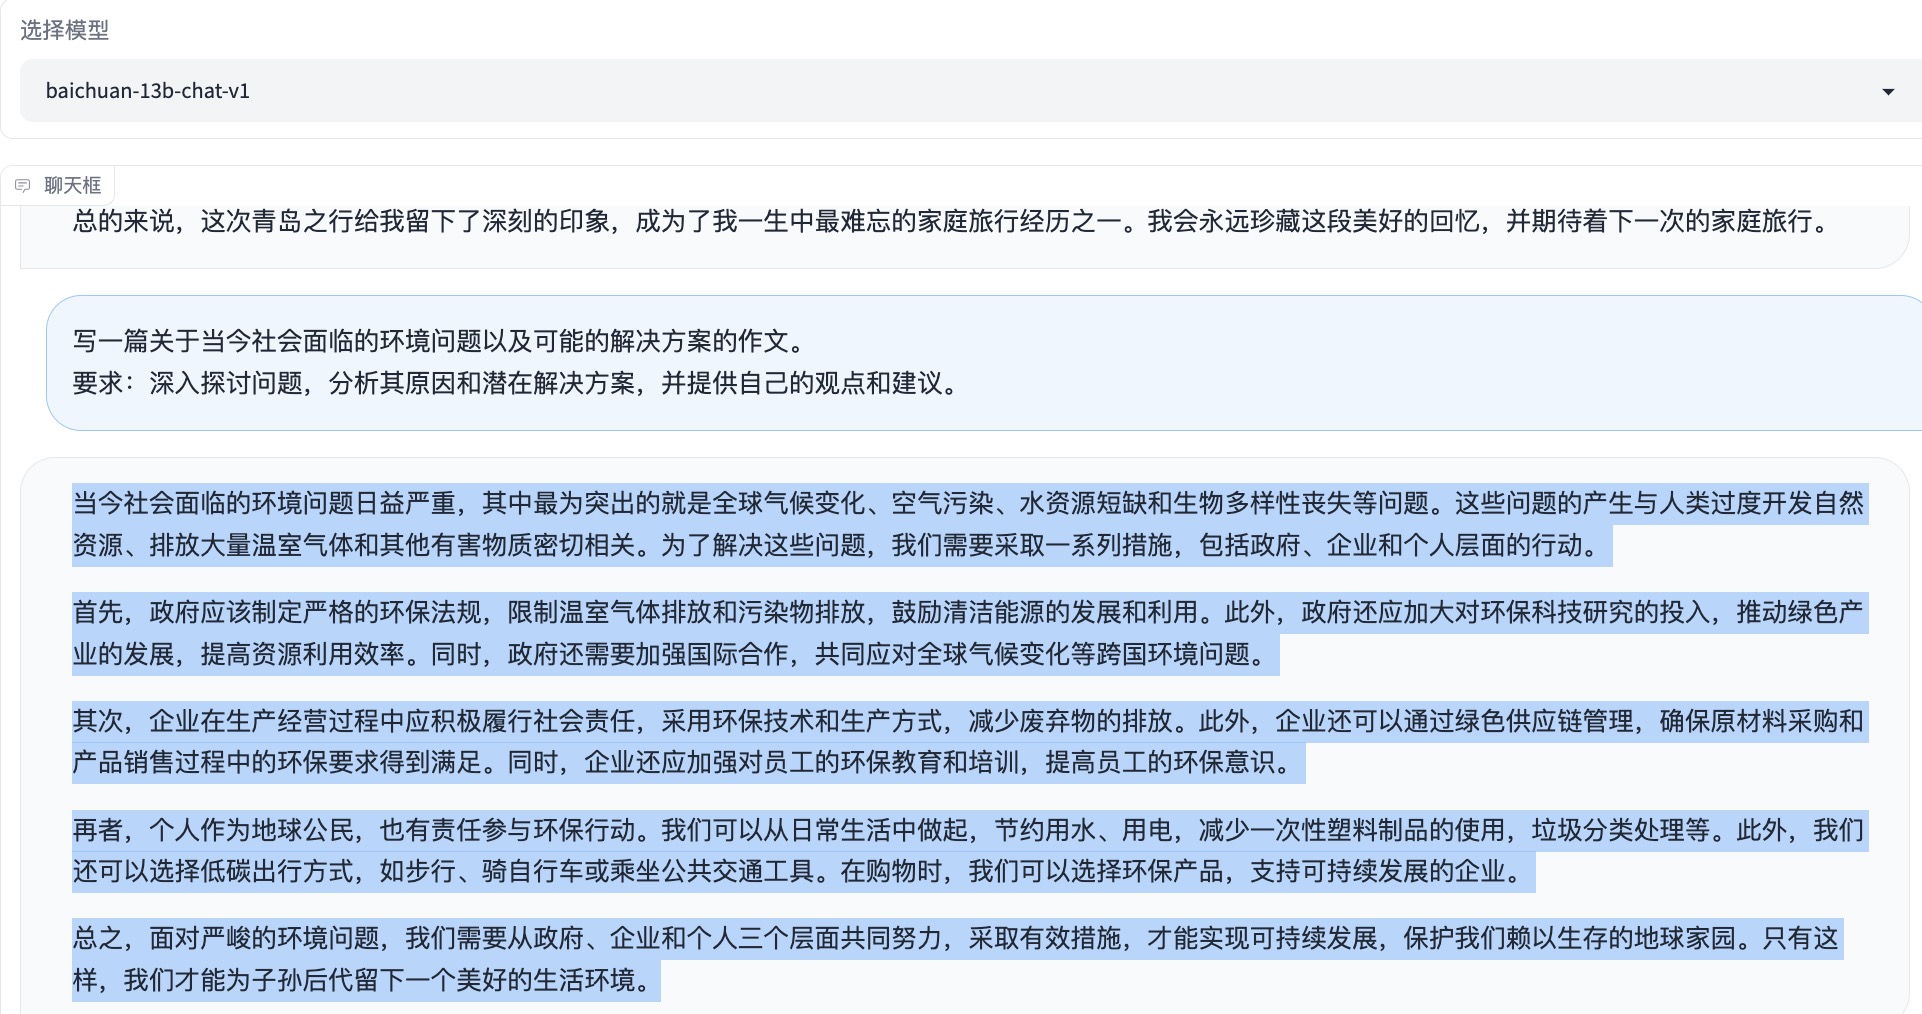 选择模型
baichuan-13b-chat-v1
聊天框
总的来说，这次青岛之行给我留下了深刻的印象，成为了我一生中最难忘的家庭旅行经历之一。我会永远珍藏这段美好的回忆，并期待着下一次的家庭旅行。
写一篇关于当今社会面临的环境问题以及可能的解决方案的作文。
要求：深入探讨问题，分析其原因和潜在解决方案，并提供自己的观点和建议。
当今社会面临的环境问题日益严重，其中最为突出的就是全球气候变化、空气污染、水资源短缺和生物多样性丧失等问题。这些问题的产生与人类过度开发自然
资源、排放大量温室气体和其他有害物质密切相关。为了解决这些问题，我们需要采取一系列措施，包括政府、企业和个人层面的行动。
首先，政府应该制定严格的环保法规，限制温室气体排放和污染物排放，鼓励清洁能源的发展和利用。此外，政府还应加大对环保科技研究的投入，推动绿色产
业的发展，提高资源利用效率。同时，政府还需要加强国际合作，共同应对全球气候变化等跨国环境问题。
其次，企业在生产经营过程中应积极履行社会责任，采用环保技术和生产方式，减少废弃物的排放。此外，企业还可以通过绿色供应链管理，确保原材料采购和
产品销售过程中的环保要求得到满足。同时，企业还应加强对员工的环保教育和培训，提高员工的环保意识。
再者，个人作为地球公民，也有责任参与环保行动。我们可以从日常生活中做起，节约用水、用电，减少一次性塑料制品的使用，垃圾分类处理等。此外，我们
还可以选择低碳出行方式，如步行、骑自行车或乘坐公共交通工具。在购物时，我们可以选择环保产品，支持可持续发展的企业。
总之，面对严峻的环境问题，我们需要从政府、企业和个人三个层面共同努力，采取有效措施，才能实现可持续发展，保护我们赖以生存的地球家园。只有这
样，我们才能为子孙后代留下一个美好的生活环境。